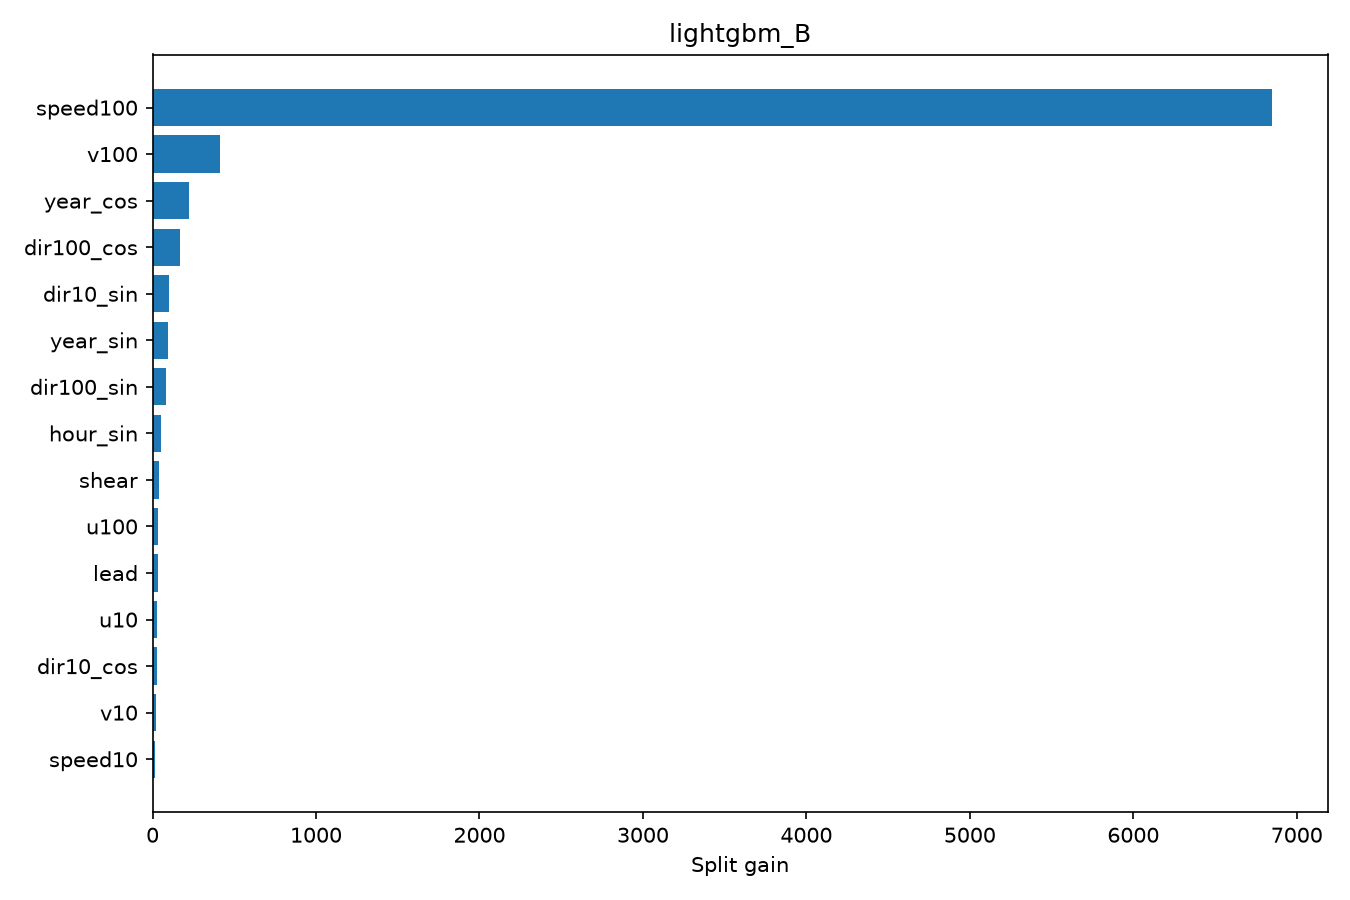 lightgbm_B
speed100
v100
year_cos
dir100_cos
dir10_sin
year_sin
dir100_sin
hour_sin
shear
u100
lead
u10
dir10_cos
v10
speed10
0 1000 2000 3000 4000 5000 6000 7000
Split gain